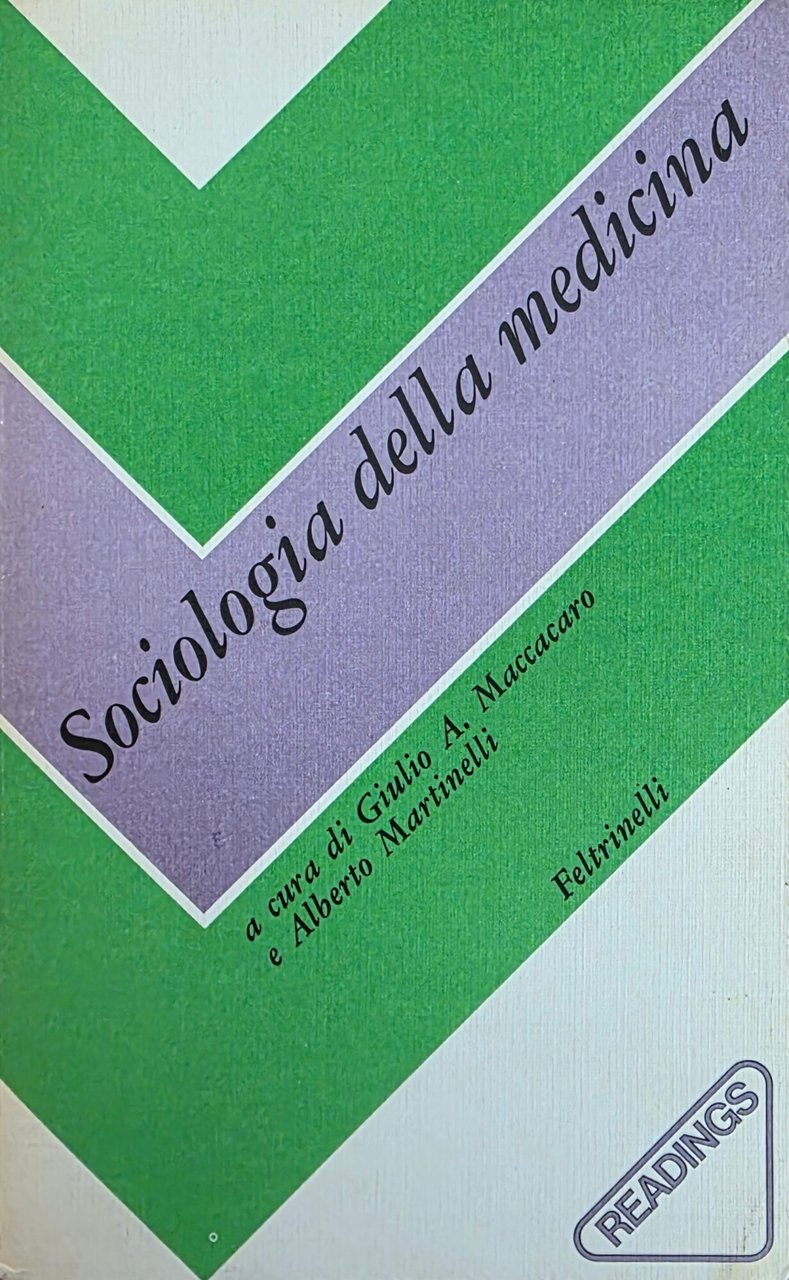 Sociologia della medicina
a cura di Giulio A. Maccacaro
e Alberto Martinelli
Feltrinelli
READINGS